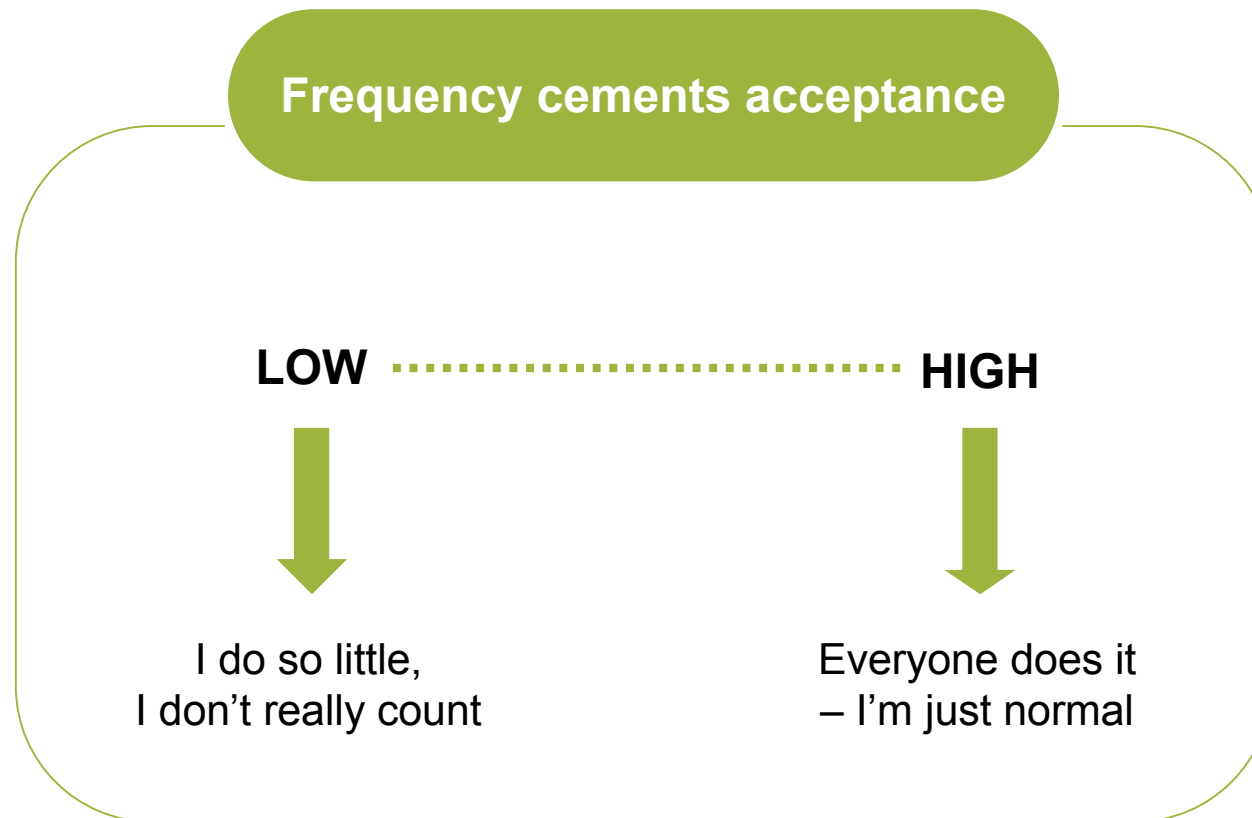 Frequency cements acceptance
LOW
HIGH
I do so little,
I don’t really count
Everyone does it
– I’m just normal